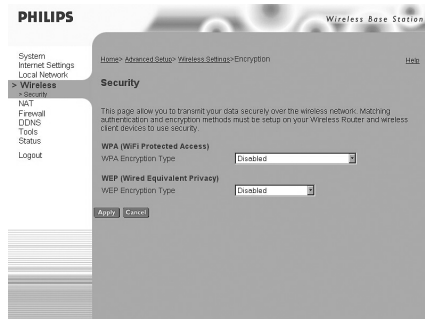 PHILIPS
Wireless Base Station
System
Internet Settings
Local Network
> Wireless
> Security
NAT
Firewall
DDNS
Tools
Status
Logout
Home> Advanced Setup> Wireless Settings>Encryption
Help
Security
This page allow you to transmit your data securely over the wireless network. Matching
authentication and encryption methods must be setup on your Wireless Router and wireless
client devices to use security.
WPA (WiFi Protected Access)
WPA Encryption Type
Disabled
WEP (Wired Equivalent Privacy)
WEP Encryption Type
Disabled
Apply
Cancel